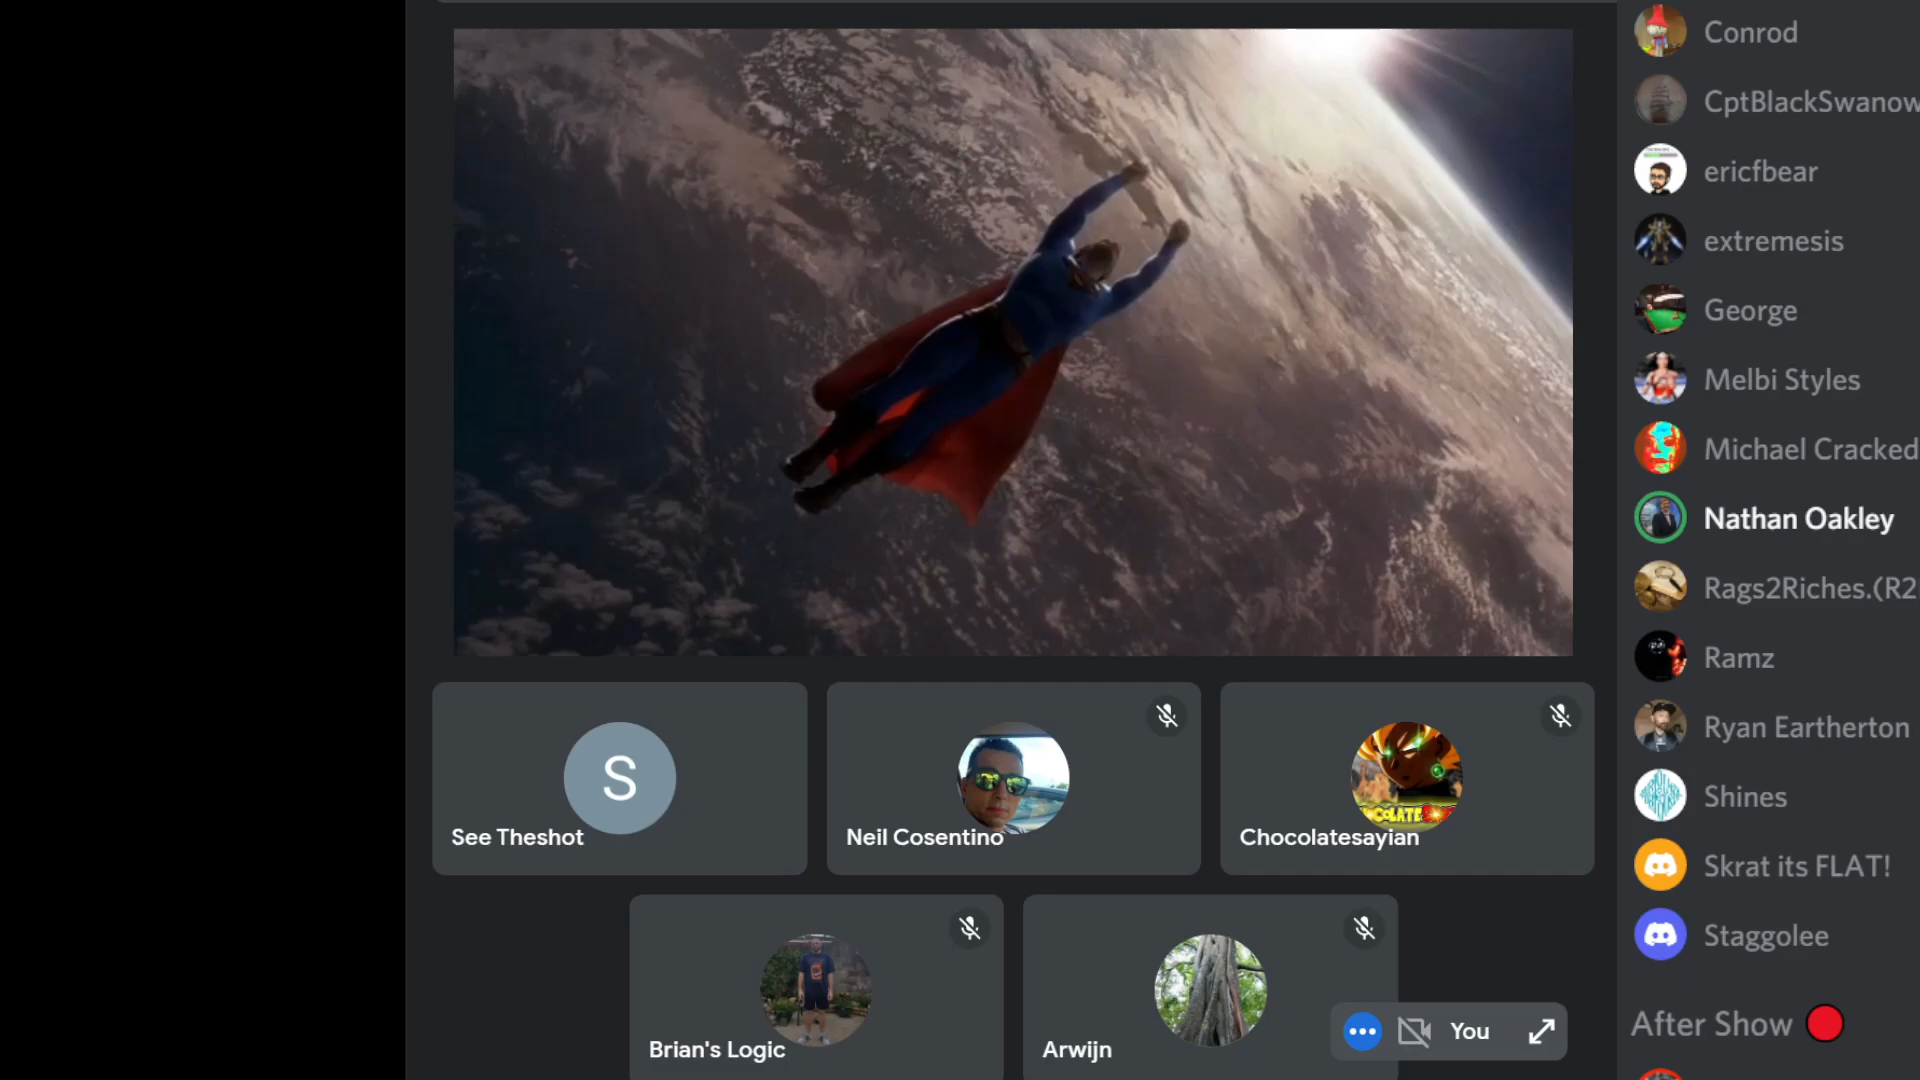 S
See Theshot
Neil Cosentino
Chocolatesayian
Brian's Logic
Arwijn
You
Conrod
CptBlackSwanow
ericfbear
extremesis
George
Melbi Styles
Michael Cracked
Nathan Oakley
Rags2Riches.(R2
Ramz
Ryan Eartherton
Shines
Skrat its FLAT!
Staggolee
After Show